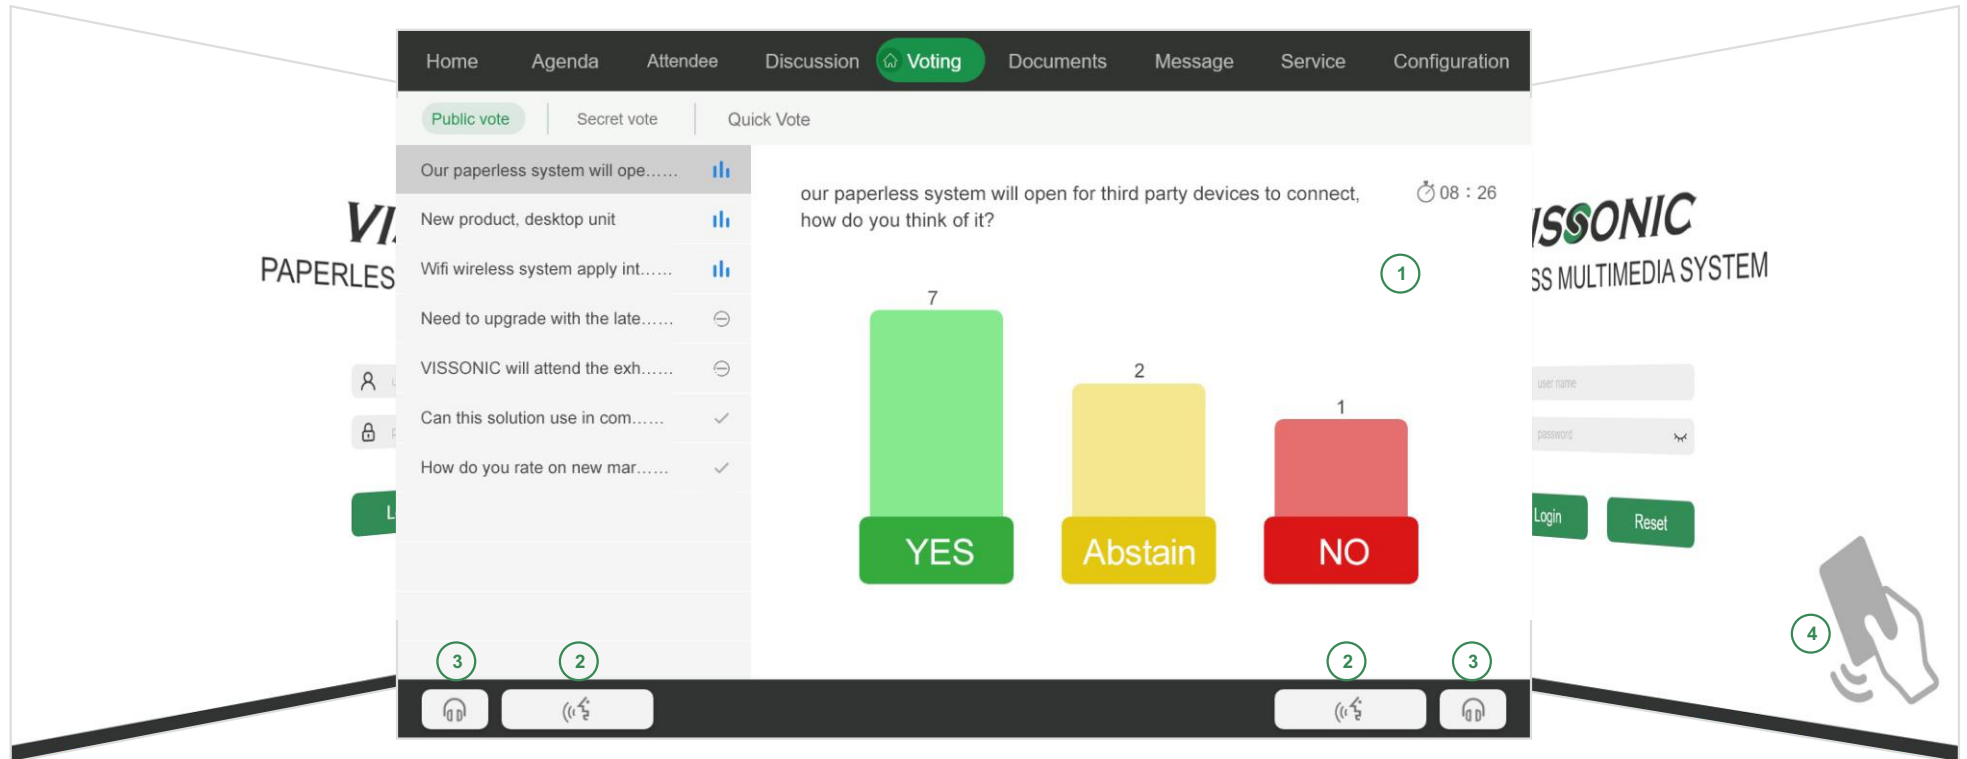 Home Agenda Attendee Discussion Voting Documents Message Service Configuration
Public vote Secret vote Quick Vote
Our paperless system will ope......
New product, desktop unit
Wifi wireless system apply int......
Need to upgrade with the late......
VISSONIC will attend the exh......
Can this solution use in com......
How do you rate on new mar......
our paperless system will open for third party devices to connect,
how do you think of it?
08 : 26
1
7
2
1
YES Abstain NO
3 2 2 3
PAPERLES
ISSONIC
SS MULTIMEDIA SYSTEM
user name
password
Login Reset
4